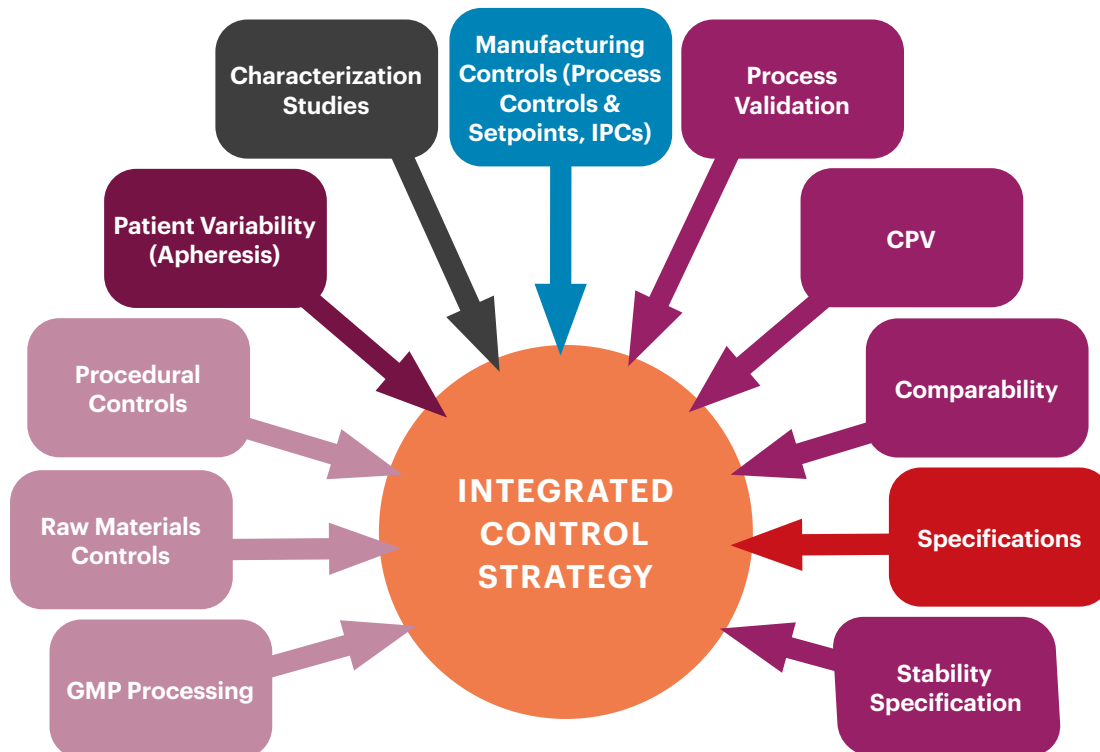 Manufacturing
Controls (Process
Controls &
Setpoints, IPCs)
Characterization
Studies
Process
Validation
Patient Variability
(Apheresis)
CPV
Procedural
Controls
Comparability
Raw Materials
Controls
INTEGRATED
CONTROL
STRATEGY
Specifications
GMP Processing
Stability
Specification